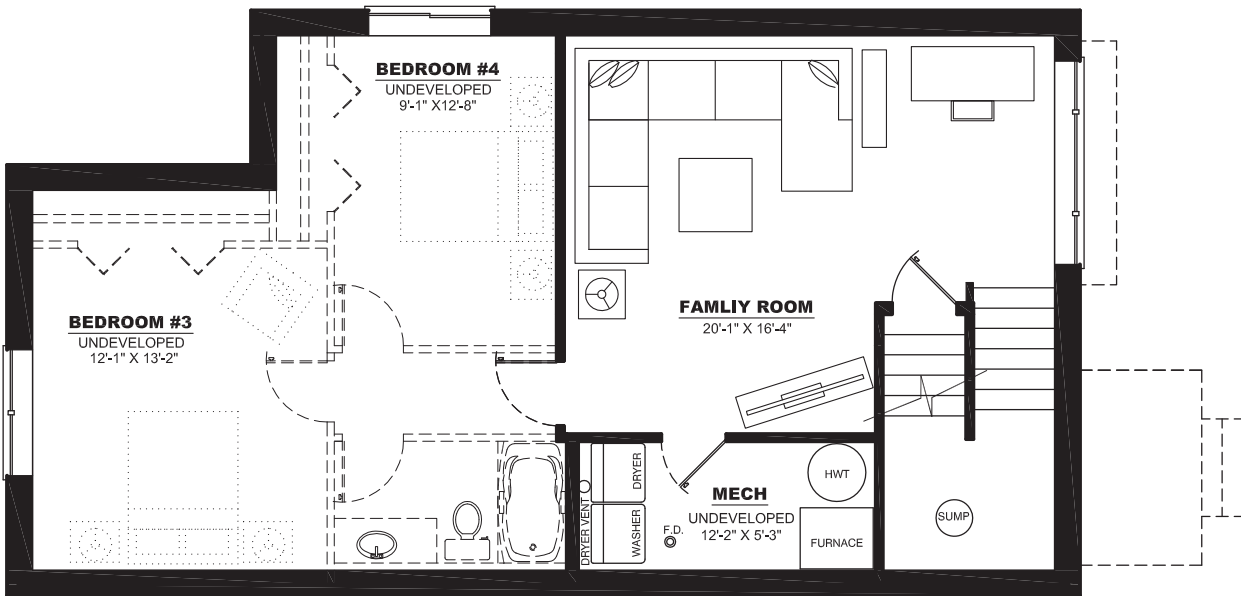 BEDROOM #4
UNDEVELOPED
9'-1" X12'-8"
BEDROOM #3
UNDEVELOPED
12'-1" X 13'-2"
FAMLIY ROOM
20'-1" X 16'-4"
DRYER
WASHER
DRYER VENT
F.D.
MECH
UNDEVELOPED
12'-2" X 5'-3"
HWT
FURNACE
SUMP